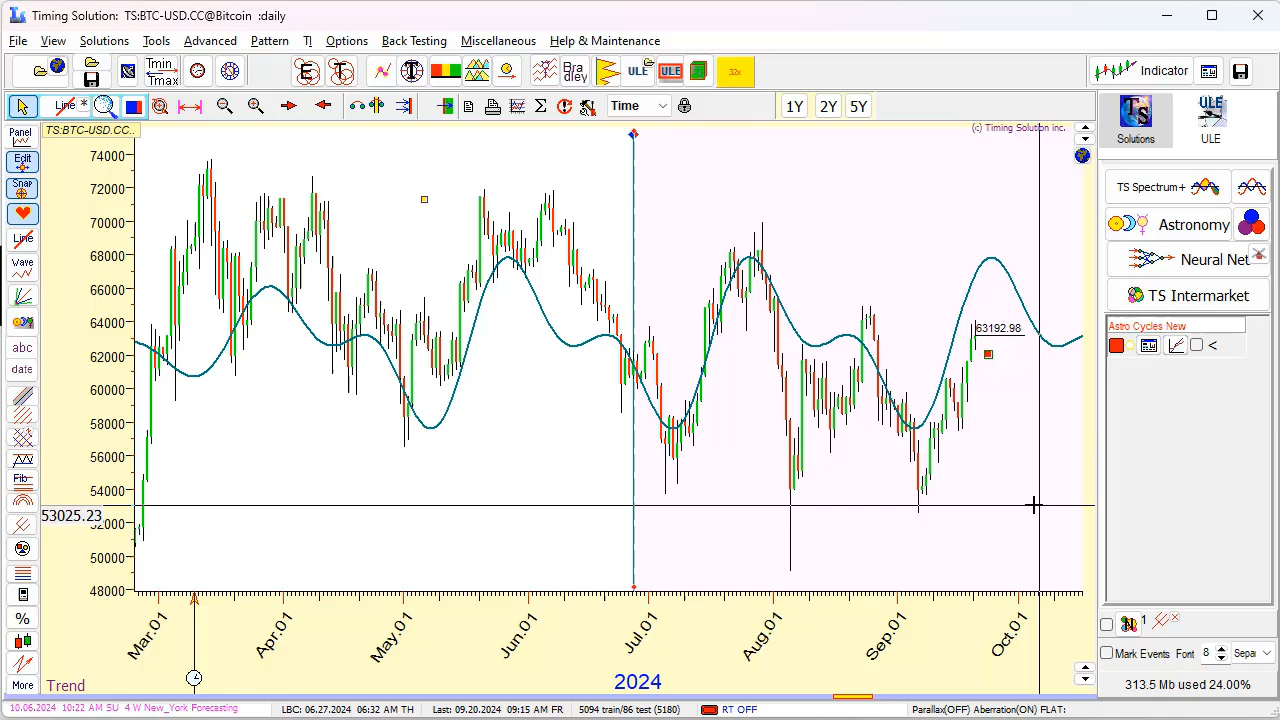 Timing Solution: TS:BTC-USD.CC@Bitcoin :daily
File View Solutions Tools Advanced Pattern TI Options Back Testing Miscellaneous Help & Maintenance
Tmin Tmax E T Bra dley ULE ULE 32x Indicator
Line * Time 1Y 2Y 5Y
Panel
Edit
Snap
Line
Wave
abc
date
Fib
%
More
TS:BTC-USD.CC..
(c) Timing Solution inc.
74000
72000
70000
68000
66000
64000
62000
60000
58000
56000
54000
52000
50000
48000
53025.23
63192.98
Mar.01 Apr.01 May.01 Jun.01 Jul.01 Aug.01 Sep.01 Oct.01
Trend
2024
TS ULE
Solutions ULE
TS Spectrum+
Astronomy
Neural Net
TS Intermarket
Astro Cycles New
<
N 1
Mark Events Font 8 Sepa
313.5 Mb used 24.00%
10.06.2024 10:22 AM SU 4 W New_York Forecasting LBC: 06.27.2024 06:32 AM TH Last: 09.20.2024 09:15 AM FR 5094 train/86 test (5180) RT OFF Parallax(OFF) Aberration(ON) FLAT: